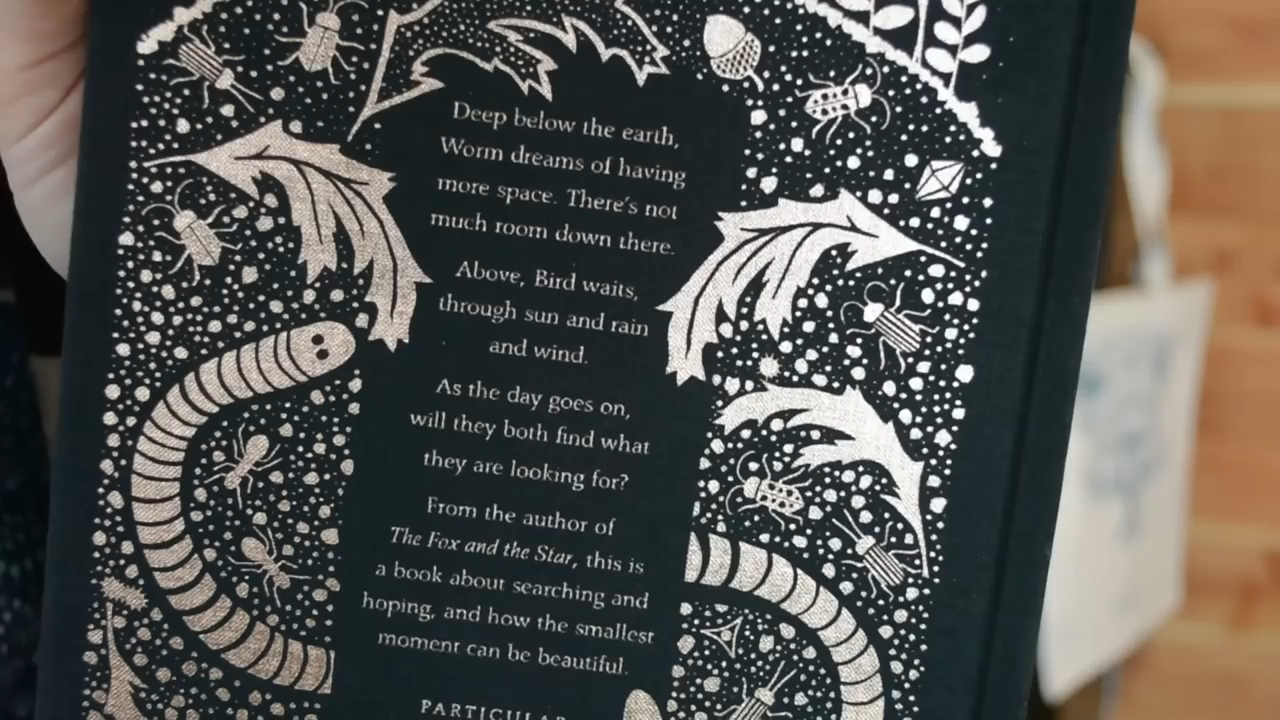 Deep below the earth,
Worm dreams of having
more space. There's not
much room down there.
Above, Bird waits,
through sun and rain
and wind.
As the day goes on,
will they both find what
they are looking for?
From the author of
The Fox and the Star, this is
a book about searching and
hoping, and how the smallest
moment can be beautiful.
PARTICULAR